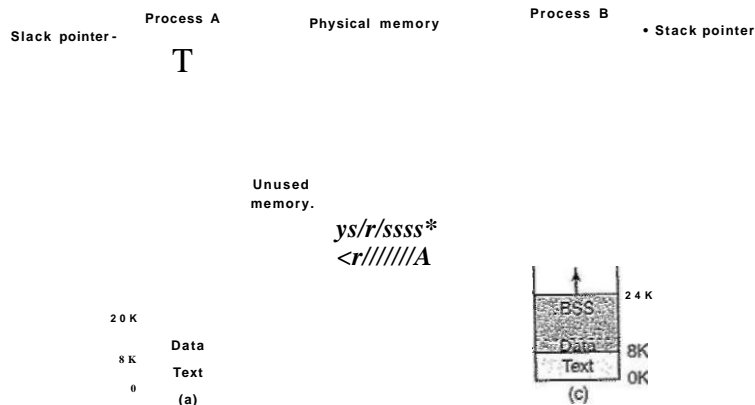 Process A
Physical memory
Process B
Slack pointer-
• Stack pointer
T
Unused
memory.
ys/r/ssss*
<r///////A
20K
8K
0
Data
Text
(a)
24K
BSS
Data
8K
Text
0K
(c)